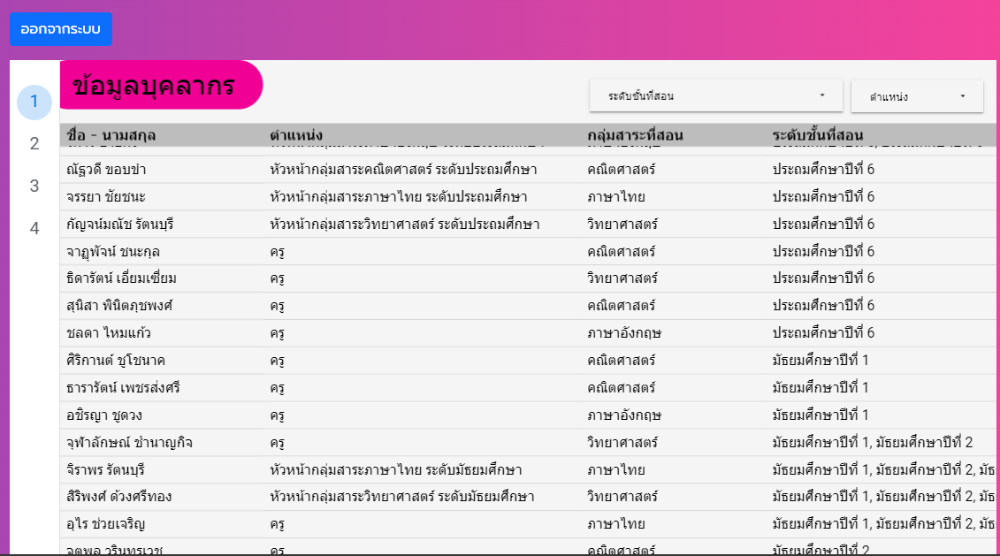 ออกจากระบบ
ข้อมูลบุคลากร
ระดับชั้นที่สอน ตำแหน่ง
1
2
3
4
ชื่อ - นามสกุล ตำแหน่ง กลุ่มสาระที่สอน ระดับชั้นที่สอน
ณัฐวดี ขอบขำ หัวหน้ากลุ่มสาระคณิตศาสตร์ ระดับประถมศึกษา คณิตศาสตร์ ประถมศึกษาปีที่ 6
จรรยา ชัยชนะ หัวหน้ากลุ่มสาระภาษาไทย ระดับประถมศึกษา ภาษาไทย ประถมศึกษาปีที่ 6
กัญจน์มณัช รัตนบุรี หัวหน้ากลุ่มสาระวิทยาศาสตร์ ระดับประถมศึกษา วิทยาศาสตร์ ประถมศึกษาปีที่ 6
จาฏุพัจน์ ชนะกุล ครู คณิตศาสตร์ ประถมศึกษาปีที่ 6
ธิดารัตน์ เอี่ยมเซี่ยม ครู วิทยาศาสตร์ ประถมศึกษาปีที่ 6
สุนิสา พินิตภุชพงศ์ ครู คณิตศาสตร์ ประถมศึกษาปีที่ 6
ชลดา ไหมแก้ว ครู ภาษาอังกฤษ ประถมศึกษาปีที่ 6
ศิริกานต์ ชูโชนาค ครู คณิตศาสตร์ มัธยมศึกษาปีที่ 1
ธารารัตน์ เพชรส่งศรี ครู คณิตศาสตร์ มัธยมศึกษาปีที่ 1
อชิรญา ชูดวง ครู ภาษาอังกฤษ มัธยมศึกษาปีที่ 1
จุฬาลักษณ์ ชำนาญกิจ ครู วิทยาศาสตร์ มัธยมศึกษาปีที่ 1, มัธยมศึกษาปีที่ 2
จิราพร รัตนบุรี หัวหน้ากลุ่มสาระภาษาไทย ระดับมัธยมศึกษา ภาษาไทย มัธยมศึกษาปีที่ 1, มัธยมศึกษาปีที่ 2, มัธ
สิริพงศ์ ด้วงศรีทอง หัวหน้ากลุ่มสาระวิทยาศาสตร์ ระดับมัธยมศึกษา วิทยาศาสตร์ มัธยมศึกษาปีที่ 1, มัธยมศึกษาปีที่ 2, มัธ
อุไร ช่วยเจริญ ครู ภาษาไทย มัธยมศึกษาปีที่ 1, มัธยมศึกษาปีที่ 2, มัธ
ครู คณิตศาสตร์ มัธยมศึกษาปีที่ 2